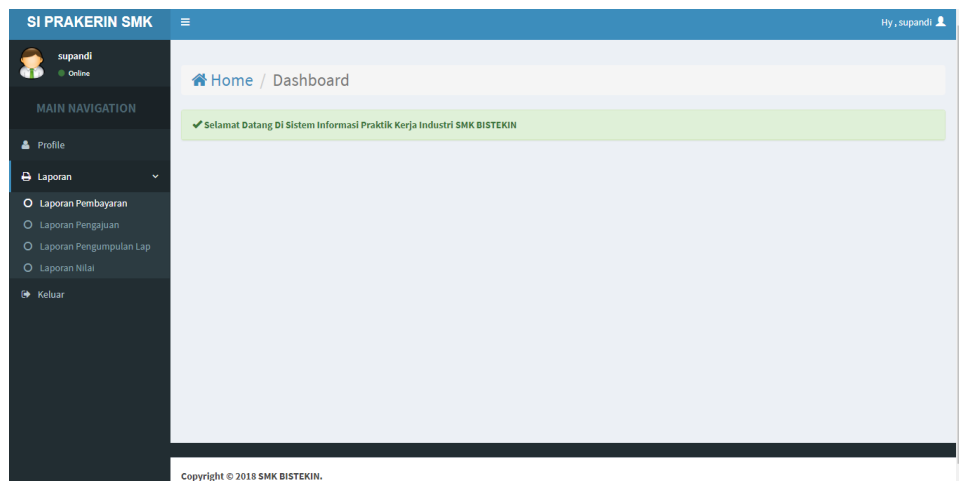 SI PRAKERIN SMK
Hy , supandi
supandi
Online
MAIN NAVIGATION
Profile
Laporan
Laporan Pembayaran
Laporan Pengajuan
Laporan Pengumpulan Lap
Laporan Nilai
Keluar
Home / Dashboard
Selamat Datang Di Sistem Informasi Praktik Kerja Industri SMK BISTEKIN
Copyright © 2018 SMK BISTEKIN.